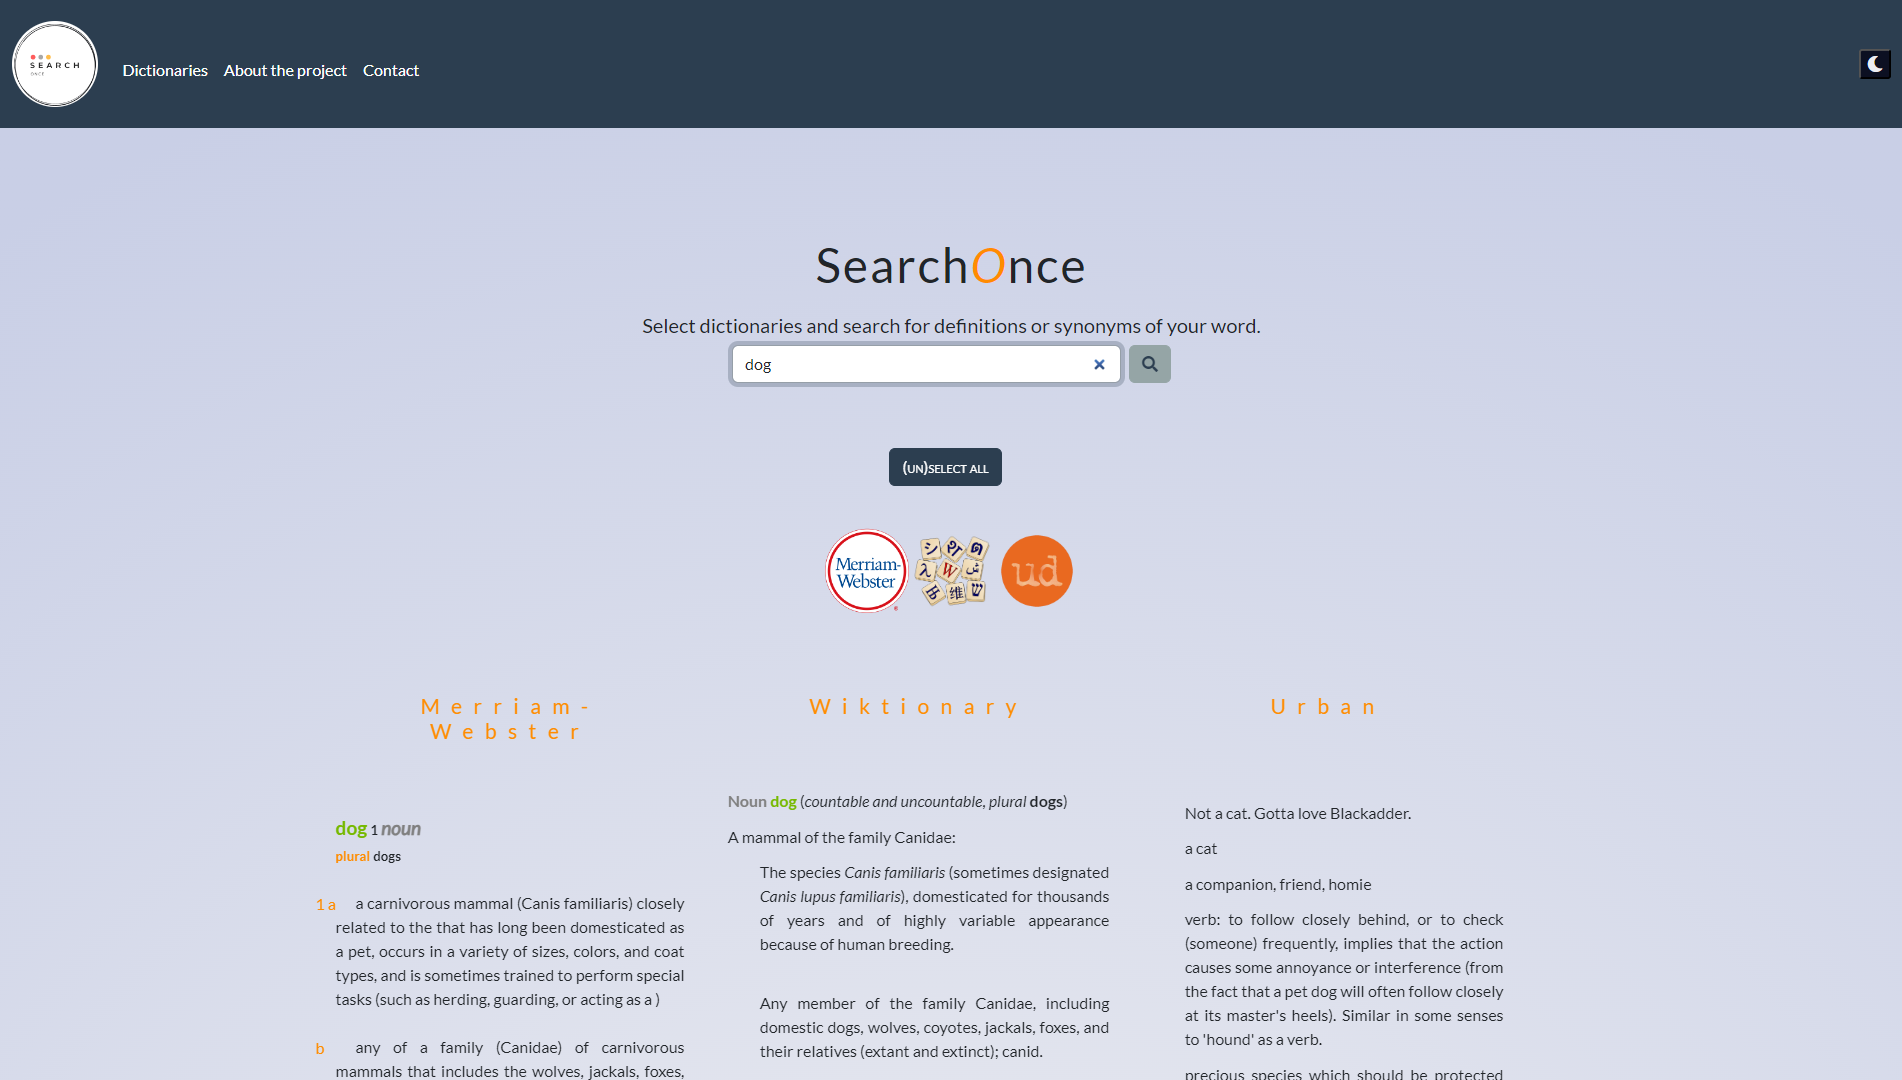 SEARCH
ONCE
Dictionaries About the project Contact
SearchOnce
Select dictionaries and search for definitions or synonyms of your word.
dog
(UN)SELECT ALL
Merriam-
Webster
シ
λ
W
维
ud
Merriam-
Webster
dog 1 noun
plural dogs
1 a a carnivorous mammal (Canis familiaris) closely
related to the that has long been domesticated as
a pet, occurs in a variety of sizes, colors, and coat
types, and is sometimes trained to perform special
tasks (such as herding, guarding, or acting as a )
b any of a family (Canidae) of carnivorous
mammals that includes the wolves, jackals, foxes,
Wiktionary
Noun dog (countable and uncountable, plural dogs)
A mammal of the family Canidae:
The species Canis familiaris (sometimes designated
Canis lupus familiaris), domesticated for thousands
of years and of highly variable appearance
because of human breeding.
Any member of the family Canidae, including
domestic dogs, wolves, coyotes, jackals, foxes, and
their relatives (extant and extinct); canid.
Urban
Not a cat. Gotta love Blackadder.
a cat
a companion, friend, homie
verb: to follow closely behind, or to check
(someone) frequently, implies that the action
causes some annoyance or interference (from
the fact that a pet dog will often follow closely
at its master's heels). Similar in some senses
to 'hound' as a verb.
precious species which should be protected